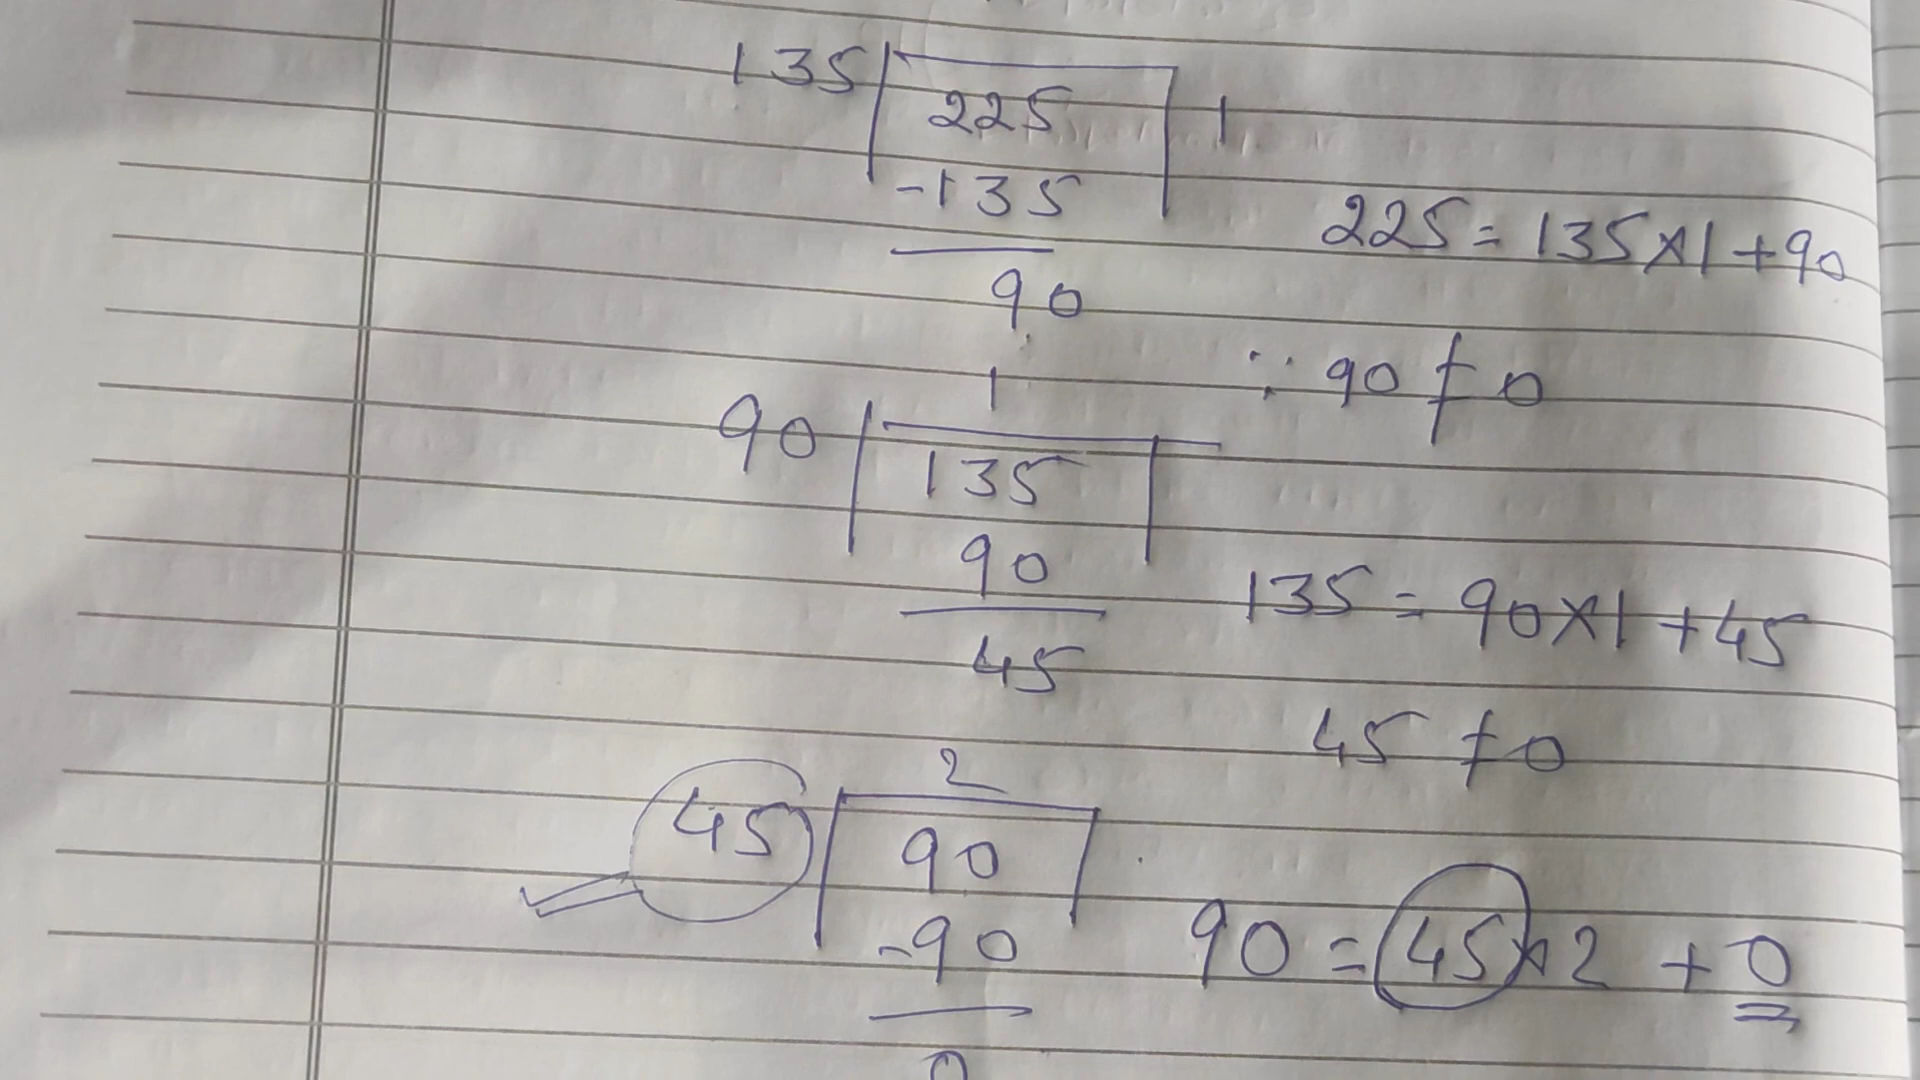 135 225 1
-135
225 = 135×1+90
90
∵ 90 ≠ 0
1
90 135
90
135 = 90×1+45
45
45 ≠ 0
2
45 90
-90
90 = 45×2 + 0
0